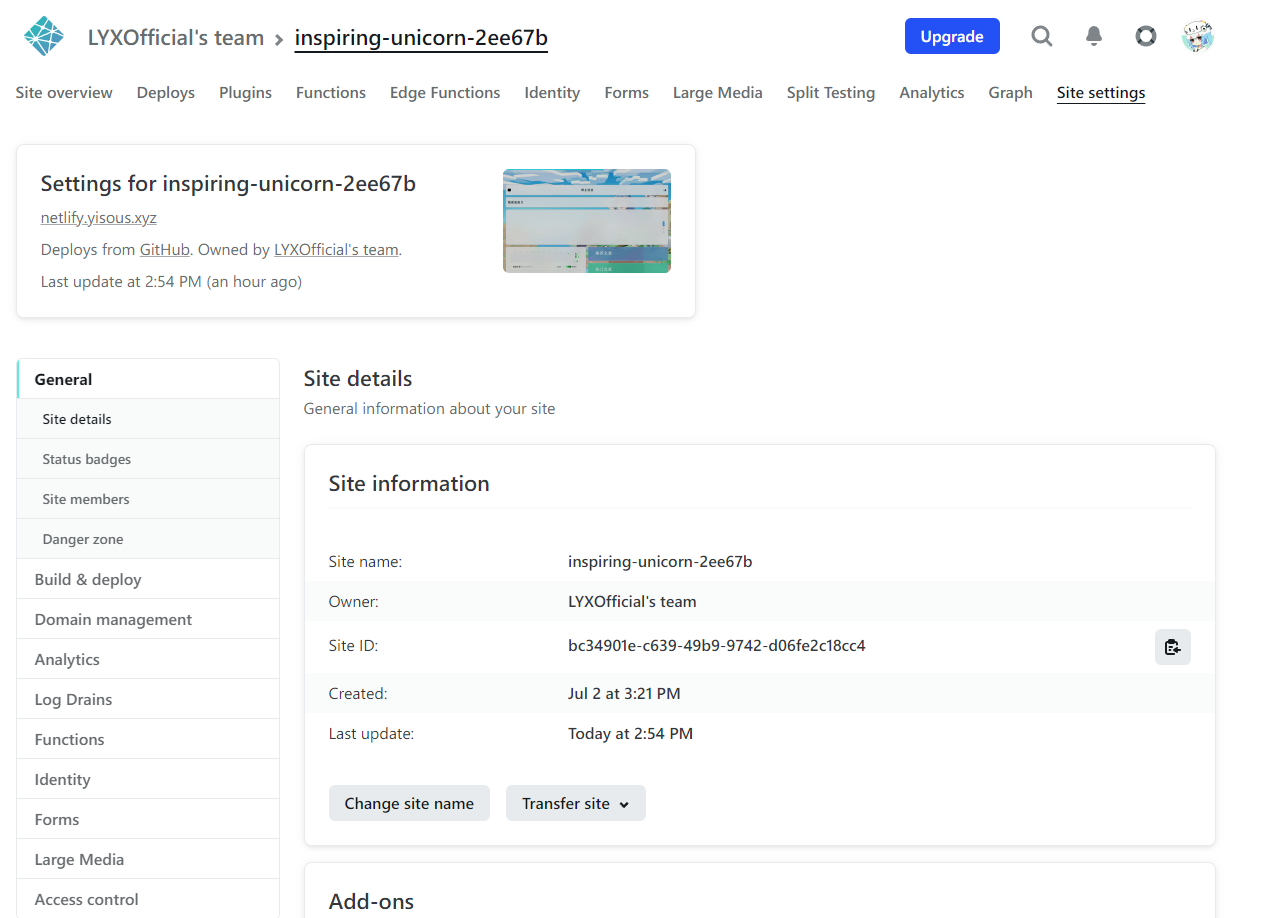 LYXOfficial's team > inspiring-unicorn-2ee67b
Upgrade
Site overview Deploys Plugins Functions Edge Functions Identity Forms Large Media Split Testing Analytics Graph Site settings
Settings for inspiring-unicorn-2ee67b
netlify.yisous.xyz
Deploys from GitHub. Owned by LYXOfficial's team.
Last update at 2:54 PM (an hour ago)
General
Site details
Status badges
Site members
Danger zone
Build & deploy
Domain management
Analytics
Log Drains
Functions
Identity
Forms
Large Media
Access control
Site details
General information about your site
Site information
Site name: inspiring-unicorn-2ee67b
Owner: LYXOfficial's team
Site ID: bc34901e-c639-49b9-9742-d06fe2c18cc4
Created: Jul 2 at 3:21 PM
Last update: Today at 2:54 PM
Change site name Transfer site
Add-ons